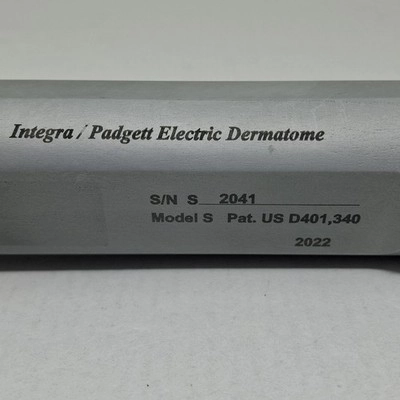 Integra / Padgett Electric Dermatome
S/N S 2041
Model S Pat. US D401,340
2022